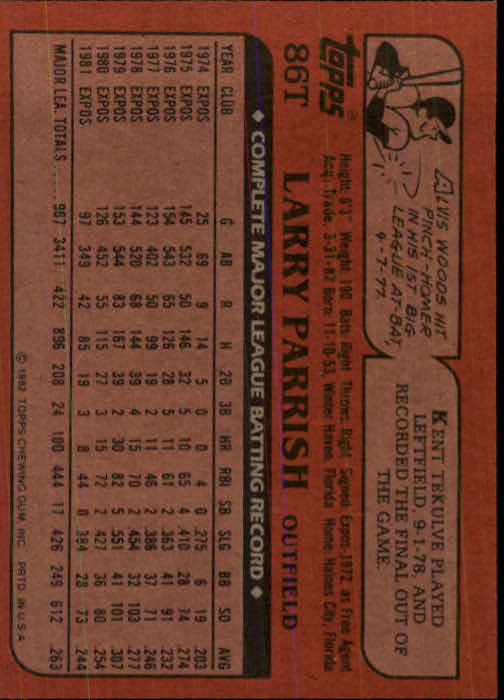 ALVIS WOODS HIT
PINCH-HOMER
IN HIS 1ST BIG
LEAGUE AT-BAT,
4-7-77.
KENT TEKULVE PLAYED
LEFTFIELD, 9-1-78, AND
RECORDED THE FINAL OUT OF
THE GAME.
TOPPS®
Height: 6'3" Weight: 190 Bats: Right Throws: Right Signed: Expos-1972, as Free Agent
Acq.: Trade, 3-31-82 Born: 11-10-53, Winter Haven, Florida Home: Haines City, Florida
86T LARRY PARRISH OUTFIELD
◆ COMPLETE MAJOR LEAGUE BATTING RECORD ◆
YEAR CLUB G AB R H 2B 3B HR RBI SB SLG BB SO AVG
1974 EXPOS 25 69 9 14 5 0 0 4 0 .275 6 19 .203
1975 EXPOS 145 532 50 146 32 5 10 65 4 .410 28 74 .274
1976 EXPOS 154 543 65 126 28 5 11 61 2 .363 41 91 .232
1977 EXPOS 123 402 50 99 19 2 11 46 2 .386 37 71 .246
1978 EXPOS 144 520 68 144 39 4 15 70 2 .454 32 103 .277
1979 EXPOS 153 544 83 167 39 2 30 82 5 .551 41 101 .307
1980 EXPOS 126 452 55 115 27 3 15 72 2 .427 36 80 .254
1981 EXPOS 97 349 42 85 19 3 8 44 0 .384 28 73 .244
MAJOR LEA. TOTALS .... 967 3411 422 896 208 24 100 444 17 .426 249 612 .263
© 1982 TOPPS CHEWING GUM, INC. PRTD. IN U.S.A.